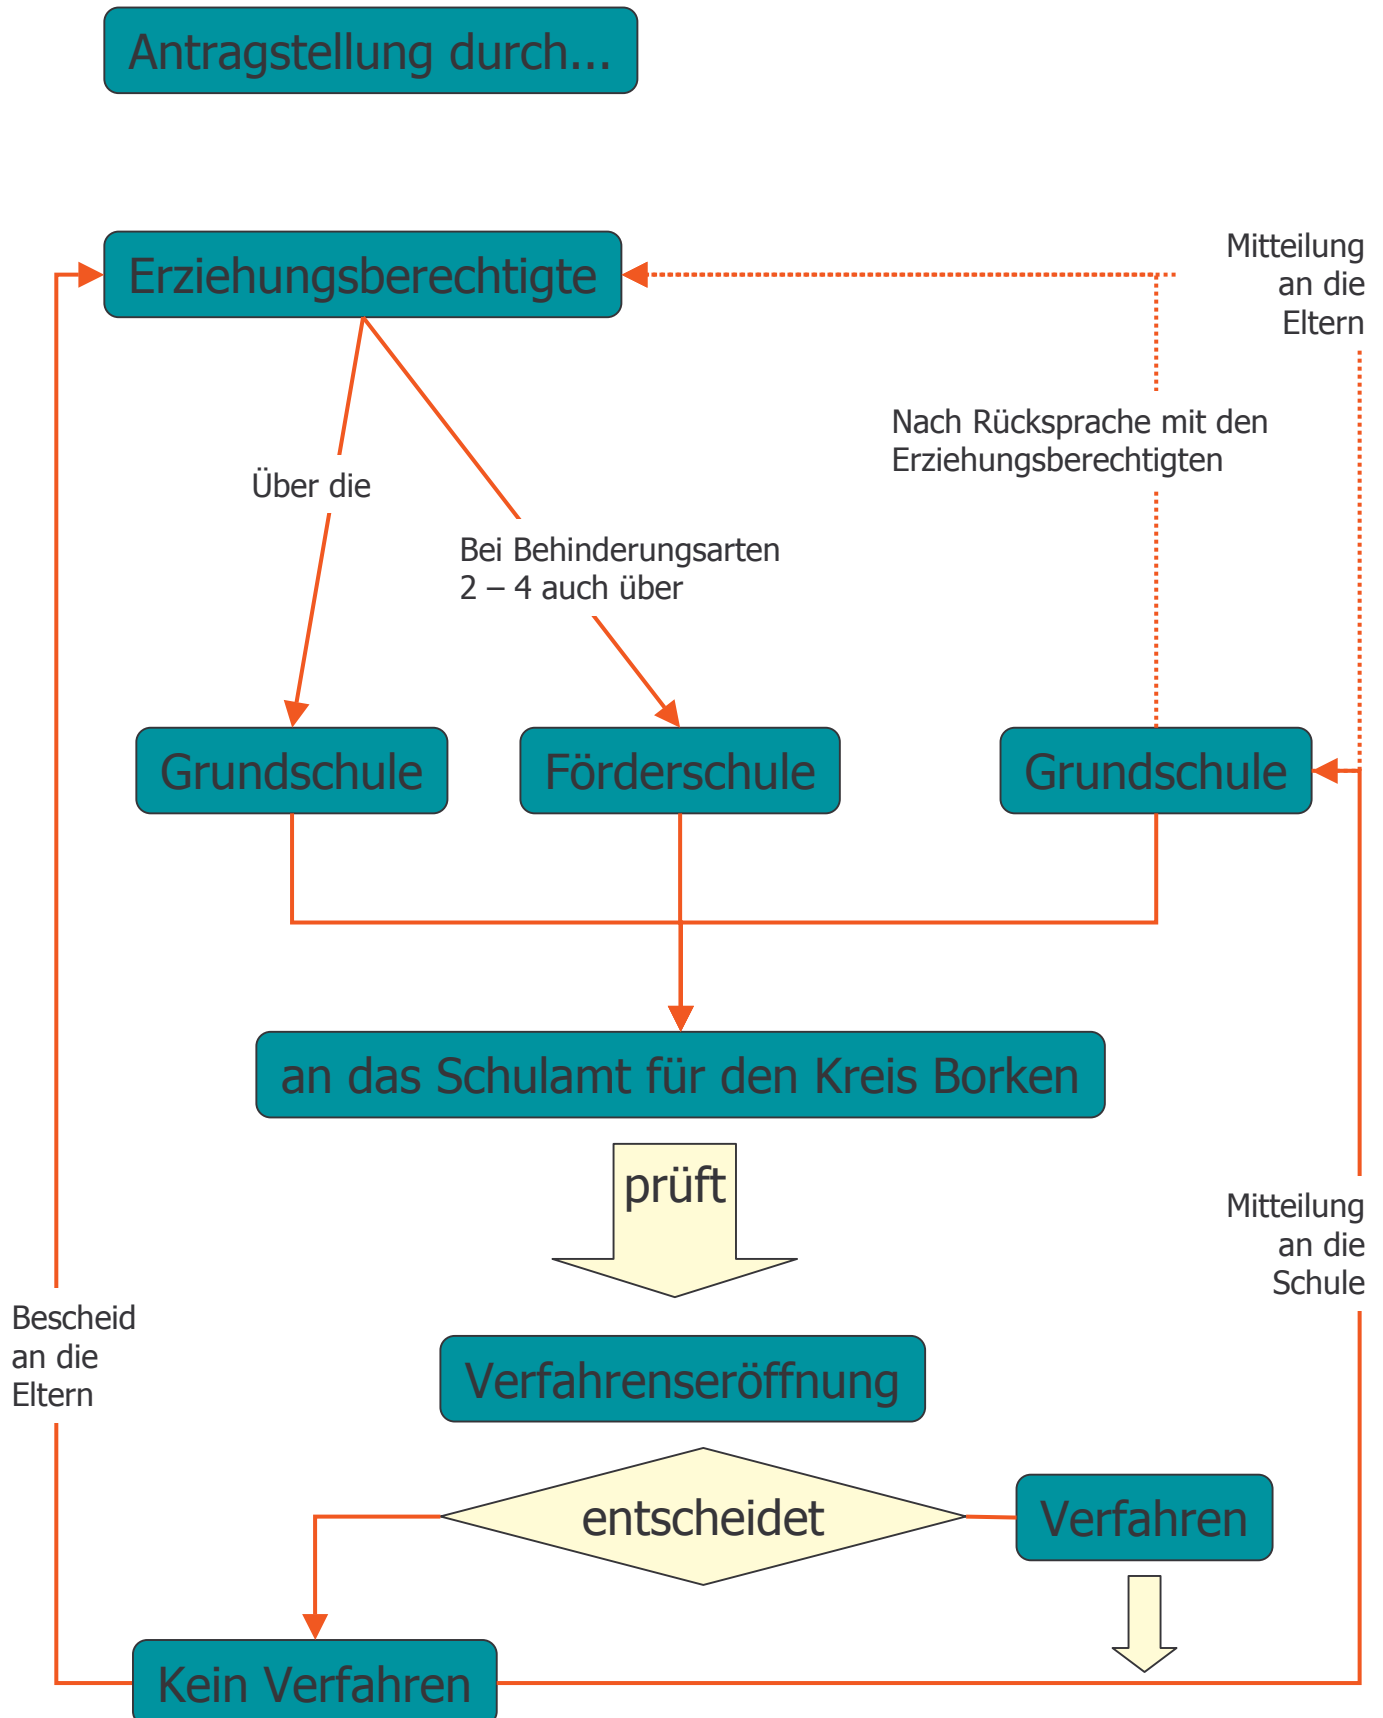 Antragstellung durch...
Erziehungsberechtigte
Mitteilung
an die
Eltern
Nach Rücksprache mit den
Erziehungsberechtigten
Über die
Bei Behinderungsarten
2 – 4 auch über
Grundschule
Förderschule
Grundschule
an das Schulamt für den Kreis Borken
prüft
Mitteilung
an die
Schule
Bescheid
an die
Eltern
Verfahrenseröffnung
entscheidet
Verfahren
Kein Verfahren